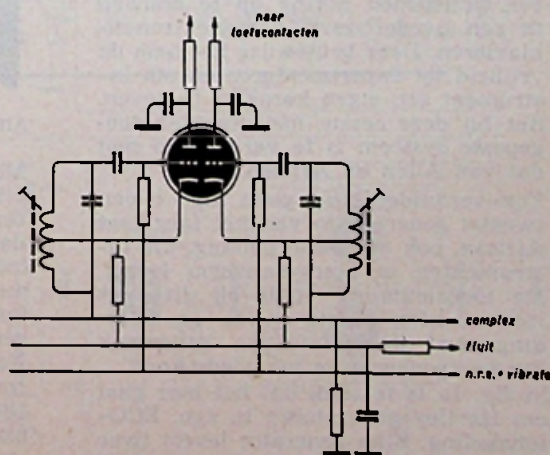 naar
toetscontacten
complex
fluit
n.r.e.+ vibrato